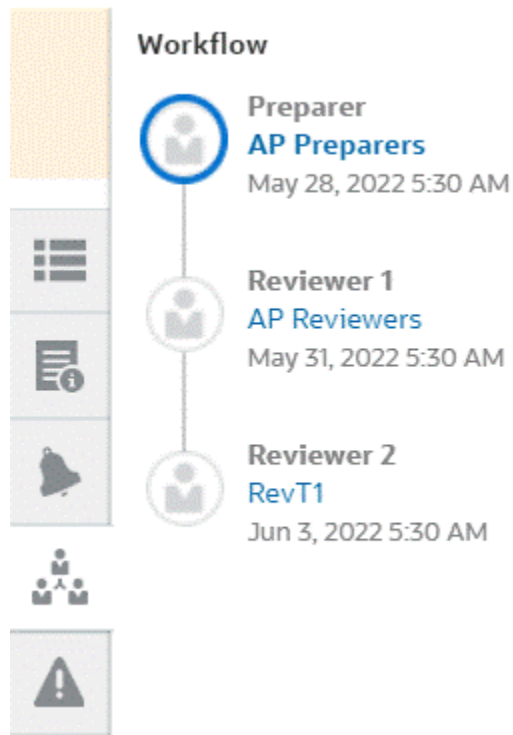 Workflow
Preparer
AP Preparers
May 28, 2022 5:30 AM
Reviewer 1
AP Reviewers
May 31, 2022 5:30 AM
Reviewer 2
RevT1
Jun 3, 2022 5:30 AM